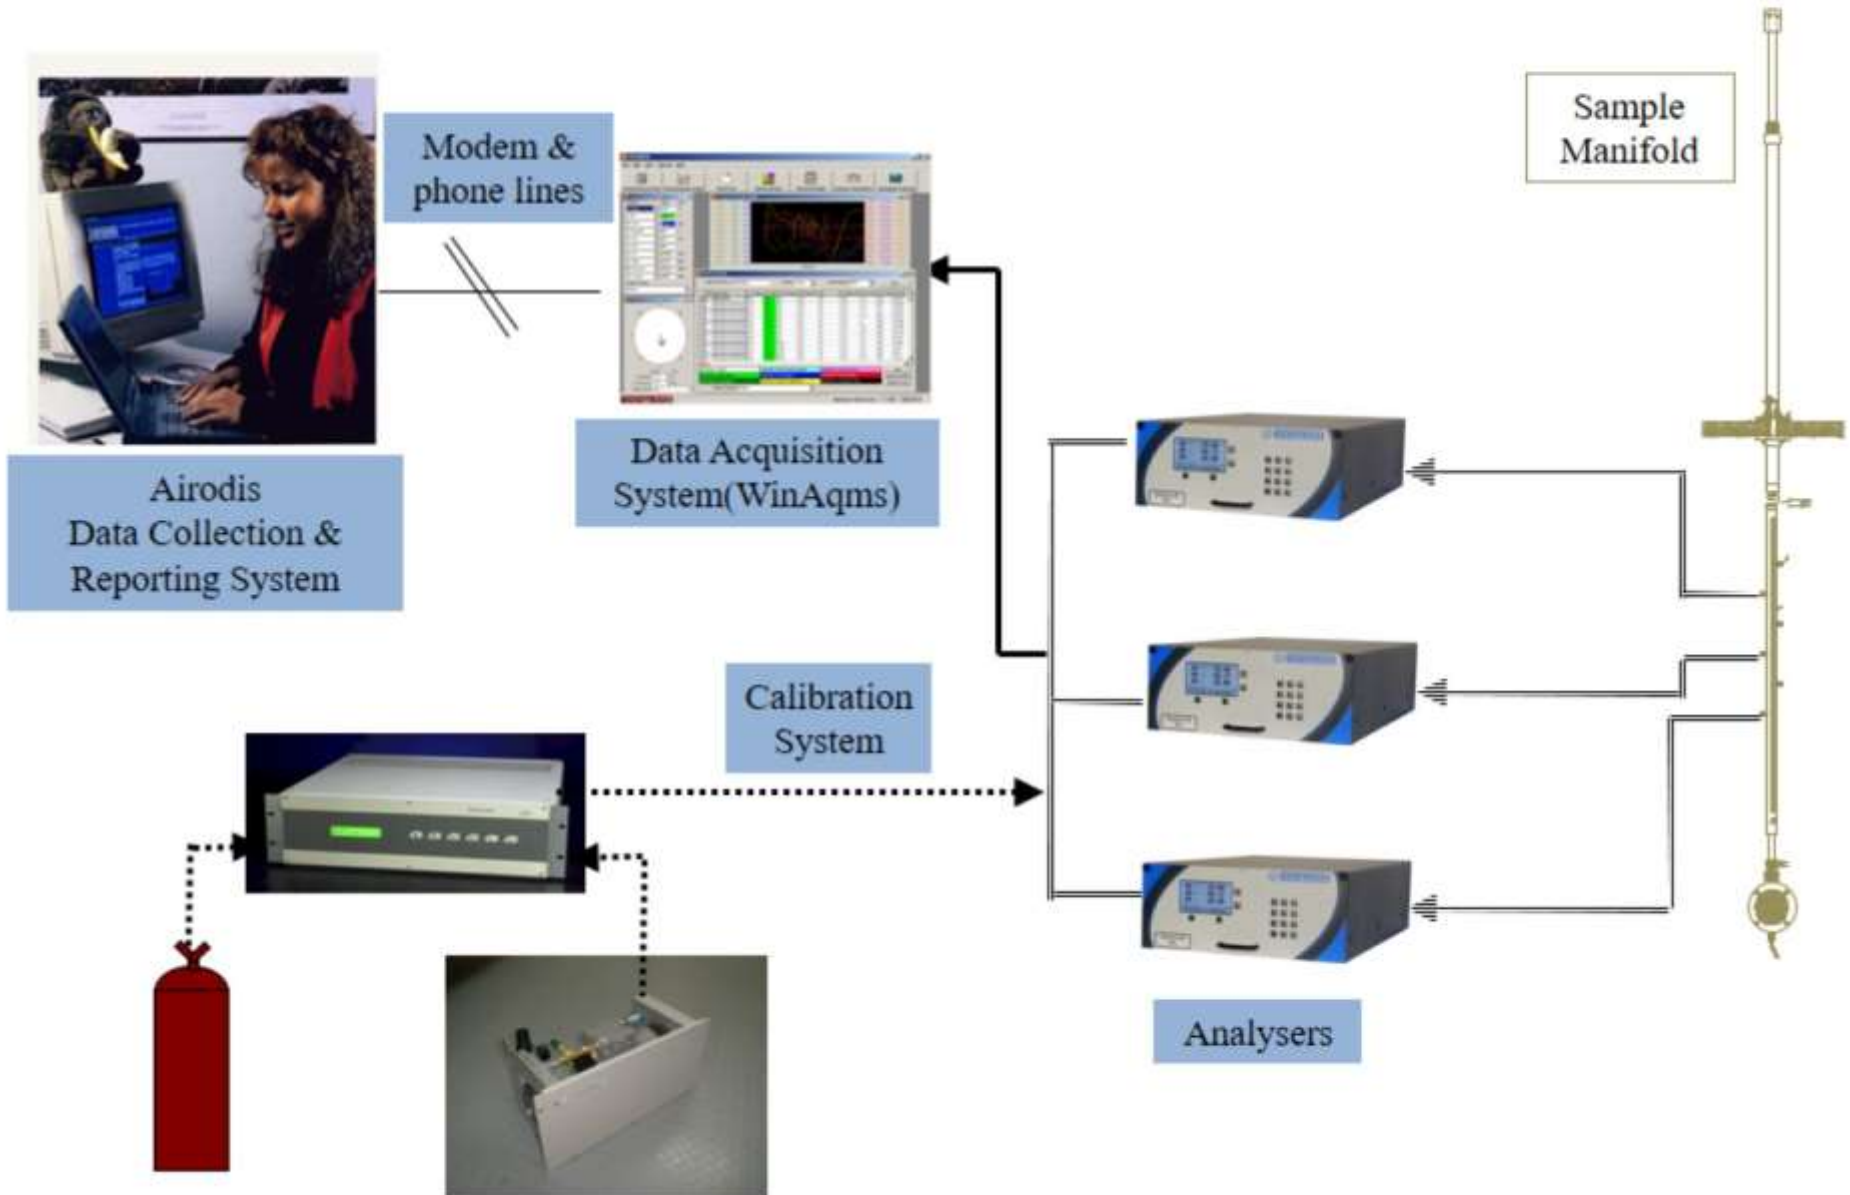 Modem &
phone lines
Sample
Manifold
Airodis
Data Collection &
Reporting System
Data Acquisition
System(WinAqms)
Calibration
System
Analysers